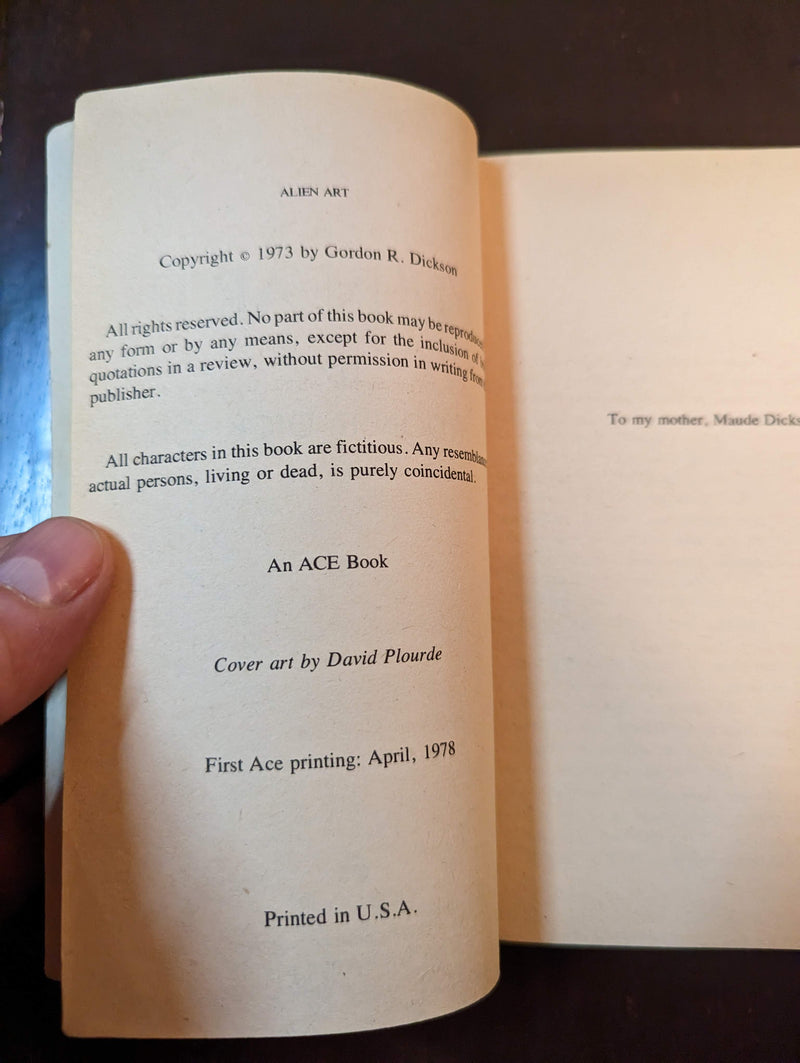 ALIEN ART
Copyright © 1973 by Gordon R. Dickson
All rights reserved. No part of this book may be
any form or by any means, except for the inclusion of
quotations in a review, without permission in writing from
publisher.
All characters in this book are fictitious. Any
actual persons, living or dead, is purely coincidental.
An ACE Book
Cover art by David Plourde
First Ace printing: April, 1978
Printed in U.S.A.
To my mother, Maude